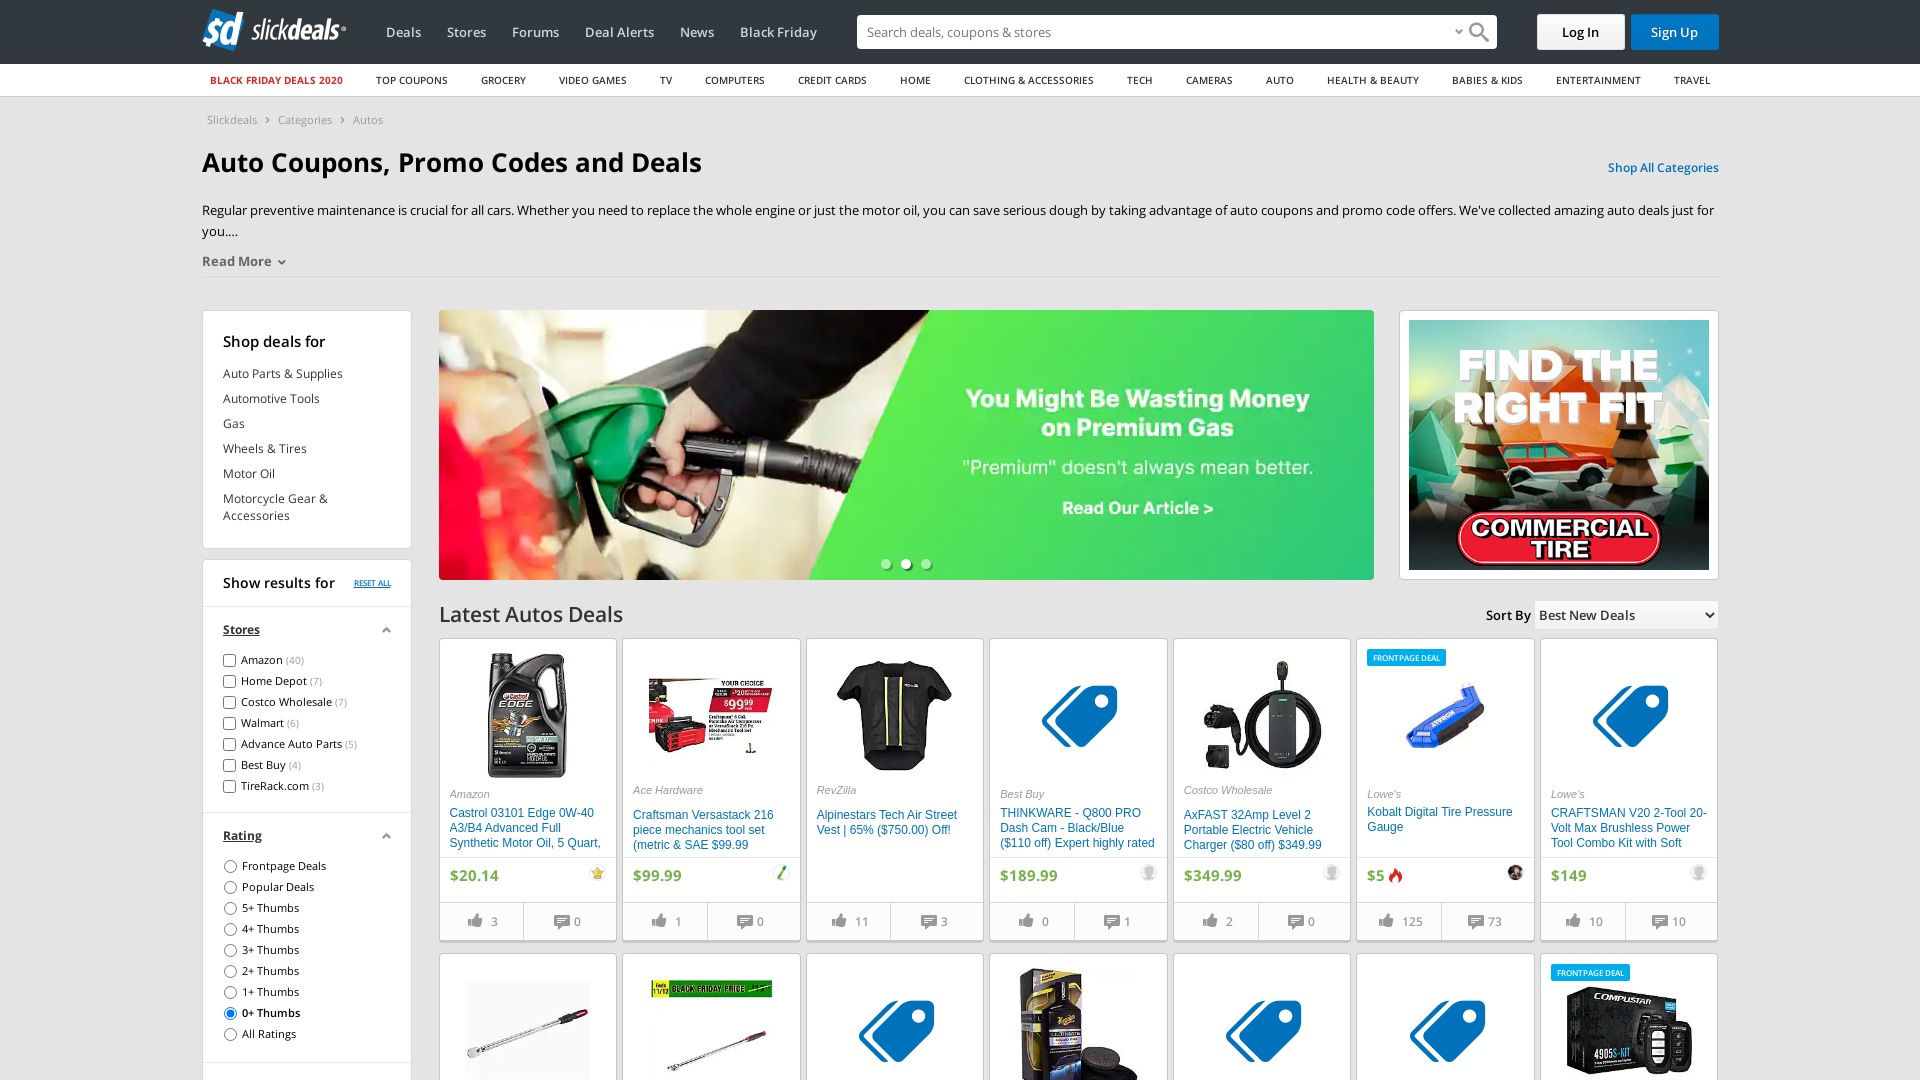 sd slickdeals
Deals
Stores
Forums
Deal Alerts
News
Black Friday
Search deals, coupons & stores
Log In
Sign Up
BLACK FRIDAY DEALS 2020
TOP COUPONS
GROCERY
VIDEO GAMES
TV
COMPUTERS
CREDIT CARDS
HOME
CLOTHING & ACCESSORIES
TECH
CAMERAS
AUTO
HEALTH & BEAUTY
BABIES & KIDS
ENTERTAINMENT
TRAVEL
Slickdeals > Categories > Autos
Auto Coupons, Promo Codes and Deals
Shop All Categories
Regular preventive maintenance is crucial for all cars. Whether you need to replace the whole engine or just the motor oil, you can save serious dough by taking advantage of auto coupons and promo code offers. We've collected amazing auto deals just for
you....
Read More
Shop deals for
Auto Parts & Supplies
Automotive Tools
Gas
Wheels & Tires
Motor Oil
Motorcycle Gear &
Accessories
Show results for
RESET ALL
Stores
Amazon (40)
Home Depot (7)
Costco Wholesale (7)
Walmart (6)
Advance Auto Parts (5)
Best Buy (4)
TireRack.com (3)
Rating
Frontpage Deals
Popular Deals
5+ Thumbs
4+ Thumbs
3+ Thumbs
2+ Thumbs
1+ Thumbs
0+ Thumbs
All Ratings
You Might Be Wasting Money
on Premium Gas
"Premium" doesn't always mean better.
Read Our Article >
FIND THE
RIGHT FIT
COMMERCIAL
TIRE
Latest Autos Deals
Sort By
Best New Deals
Castrol
EDGE
Amazon
Castrol 03101 Edge 0W-40
A3/B4 Advanced Full
Synthetic Motor Oil, 5 Quart,
$20.14
3
0
YOUR CHOICE
$99.99
Ace Hardware
Craftsman Versastack 216
piece mechanics tool set
(metric & SAE $99.99
$99.99
1
0
RevZilla
Alpinestars Tech Air Street
Vest | 65% ($750.00) Off!
11
3
Best Buy
THINKWARE - Q800 PRO
Dash Cam - Black/Blue
($110 off) Expert highly rated
$189.99
0
1
Costco Wholesale
AxFAST 32Amp Level 2
Portable Electric Vehicle
Charger ($80 off) $349.99
$349.99
2
0
FRONTPAGE DEAL
KOBALT
Lowe's
Kobalt Digital Tire Pressure
Gauge
$5
125
73
Lowe's
CRAFTSMAN V20 2-Tool 20-
Volt Max Brushless Power
Tool Combo Kit with Soft
$149
10
10
Ends
11/12
BLACK FRIDAY PRICE
ULTIMATE
FRONTPAGE DEAL
COMPUSTAR
4905S-KIT